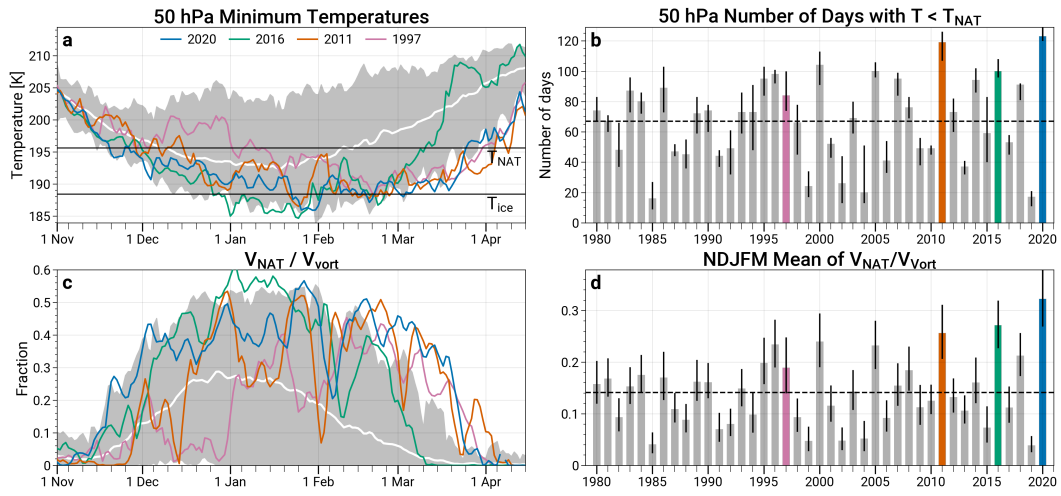 50 hPa Minimum Temperatures
a
2020 2016 2011 1997
Temperature [K]
210
205
200
195
190
185
T_NAT
T_ice
1 Nov 1 Dec 1 Jan 1 Feb 1 Mar 1 Apr
50 hPa Number of Days with T < T_NAT
b
Number of days
120
100
80
60
40
20
0
1980 1985 1990 1995 2000 2005 2010 2015 2020
V_NAT / V_vort
c
Fraction
0.6
0.5
0.4
0.3
0.2
0.1
0
1 Nov 1 Dec 1 Jan 1 Feb 1 Mar 1 Apr
NDJFM Mean of V_NAT/V_Vort
d
0.3
0.2
0.1
0
1980 1985 1990 1995 2000 2005 2010 2015 2020